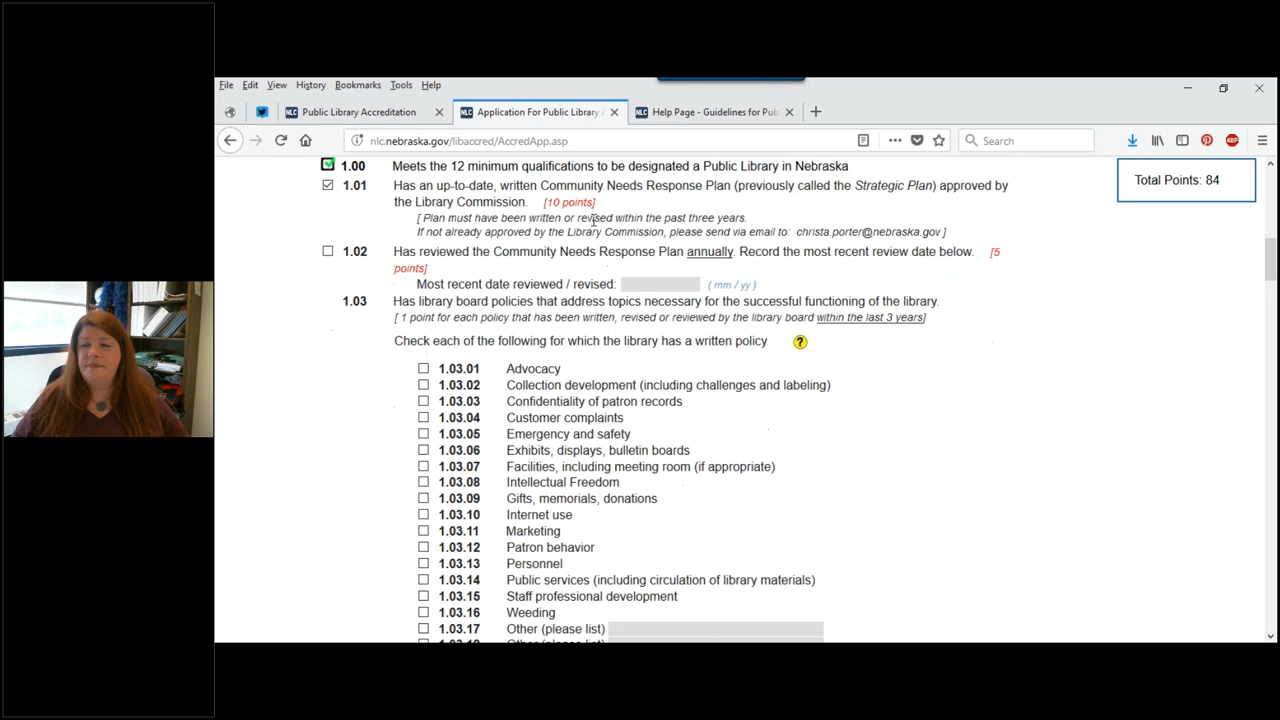 File Edit View History Bookmarks Tools Help
NLC Public Library Accreditation × NLC Application For Public Library A × NLC Help Page - Guidelines for Pub × +
nlc.nebraska.gov/libaccred/AccredApp.asp ••• Search ABP
1.00 Meets the 12 minimum qualifications to be designated a Public Library in Nebraska
Total Points: 84
1.01 Has an up-to-date, written Community Needs Response Plan (previously called the Strategic Plan) approved by
the Library Commission. [10 points]
[ Plan must have been written or revised within the past three years.
If not already approved by the Library Commission, please send via email to: christa.porter@nebraska.gov ]
1.02 Has reviewed the Community Needs Response Plan annually. Record the most recent review date below. [5
points]
Most recent date reviewed / revised: ( mm / yy )
1.03 Has library board policies that address topics necessary for the successful functioning of the library.
[ 1 point for each policy that has been written, revised or reviewed by the library board within the last 3 years]
Check each of the following for which the library has a written policy ?
1.03.01 Advocacy
1.03.02 Collection development (including challenges and labeling)
1.03.03 Confidentiality of patron records
1.03.04 Customer complaints
1.03.05 Emergency and safety
1.03.06 Exhibits, displays, bulletin boards
1.03.07 Facilities, including meeting room (if appropriate)
1.03.08 Intellectual Freedom
1.03.09 Gifts, memorials, donations
1.03.10 Internet use
1.03.11 Marketing
1.03.12 Patron behavior
1.03.13 Personnel
1.03.14 Public services (including circulation of library materials)
1.03.15 Staff professional development
1.03.16 Weeding
1.03.17 Other (please list)